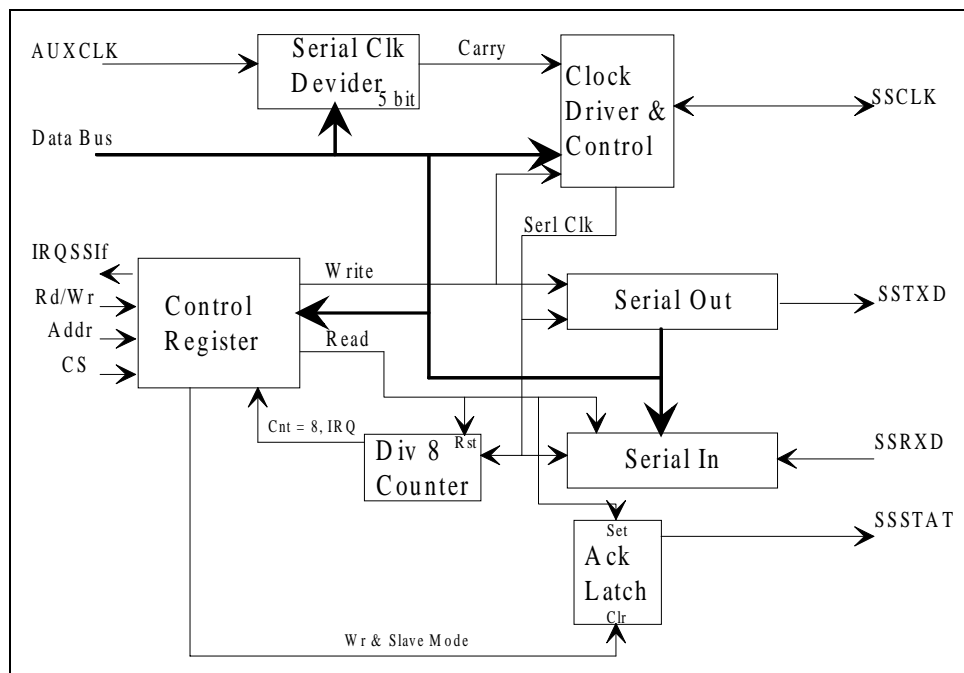 AUXCLK
Serial Clk
Devider
5 bit
Carry
Clock
Driver &
Control
SSCLK
Data Bus
Serl Clk
IRQSSIf
Rd/Wr
Addr
CS
Control
Register
Write
Read
Serial Out
SSTXD
Cnt = 8, IRQ
Rst
Div 8
Counter
Serial In
SSRXD
Set
Ack
Latch
Clr
SSSTAT
Wr & Slave Mode